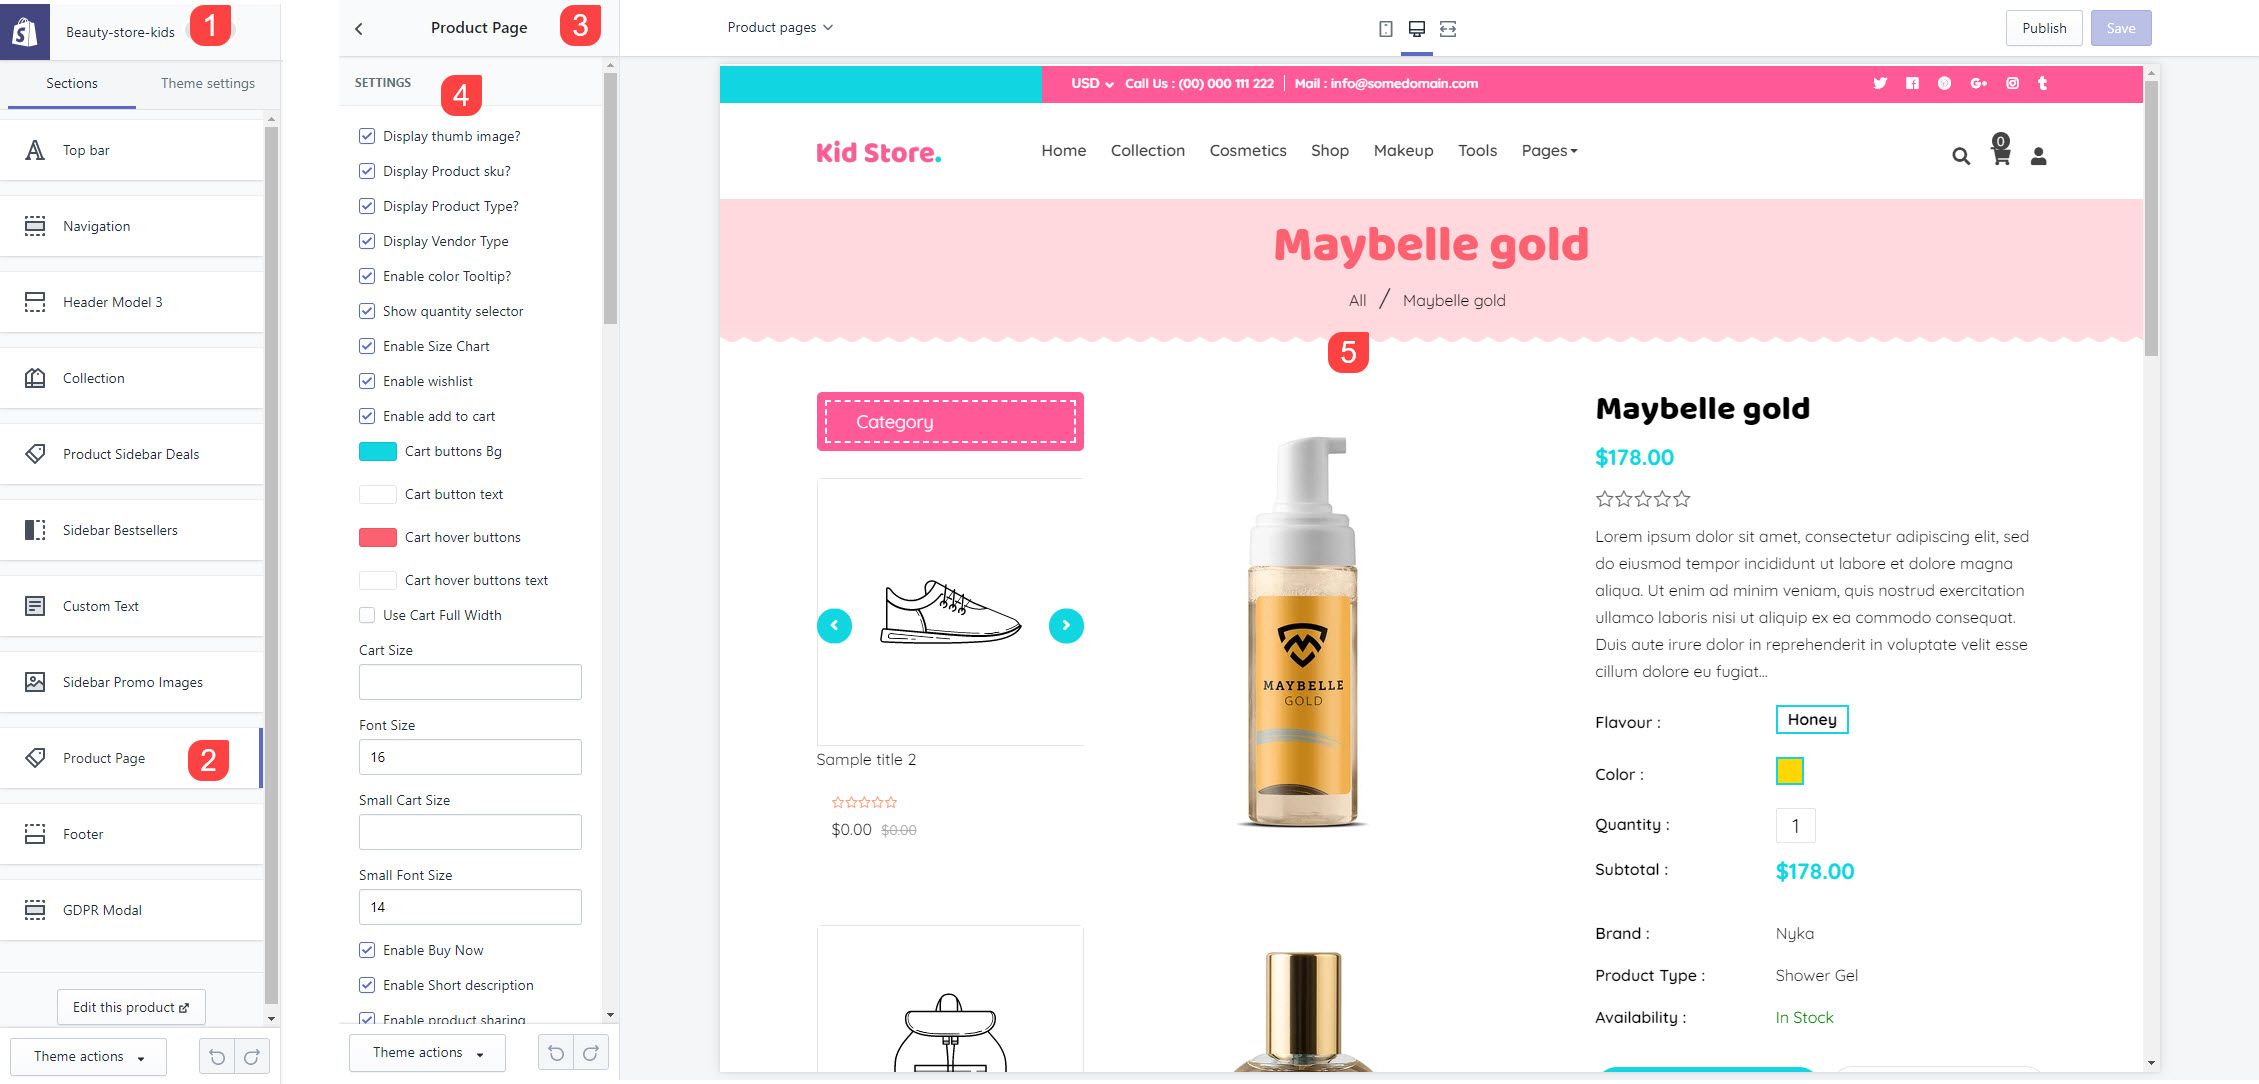 Beauty-store-kids
1
Sections
Theme settings
Top bar
Navigation
Header Model 3
Collection
Product Sidebar Deals
Sidebar Bestsellers
Custom Text
Sidebar Promo Images
Product Page
2
Footer
GDPR Modal
Edit this product
Theme actions
Product Page
3
SETTINGS
4
Display thumb image?
Display Product sku?
Display Product Type?
Display Vendor Type
Enable color Tooltip?
Show quantity selector
Enable Size Chart
Enable wishlist
Enable add to cart
Cart buttons Bg
Cart button text
Cart hover buttons
Cart hover buttons text
Use Cart Full Width
Cart Size
Font Size
16
Small Cart Size
Small Font Size
14
Enable Buy Now
Enable Short description
Enable product sharing
Theme actions
Product pages
Publish
Save
USD
Call Us : (00) 000 111 222
Mail : info@somedomain.com
Kid Store.
Home
Collection
Cosmetics
Shop
Makeup
Tools
Pages
0
Maybelle gold
All / Maybelle gold
5
Category
Sample title 2
$0.00 $0.00
MAYBELLE
GOLD
Maybelle gold
$178.00
Lorem ipsum dolor sit amet, consectetur adipiscing elit, sed
do eiusmod tempor incididunt ut labore et dolore magna
aliqua. Ut enim ad minim veniam, quis nostrud exercitation
ullamco laboris nisi ut aliquip ex ea commodo consequat.
Duis aute irure dolor in reprehenderit in voluptate velit esse
cillum dolore eu fugiat...
Flavour : Honey
Color :
Quantity : 1
Subtotal : $178.00
Brand : Nyka
Product Type : Shower Gel
Availability : In Stock